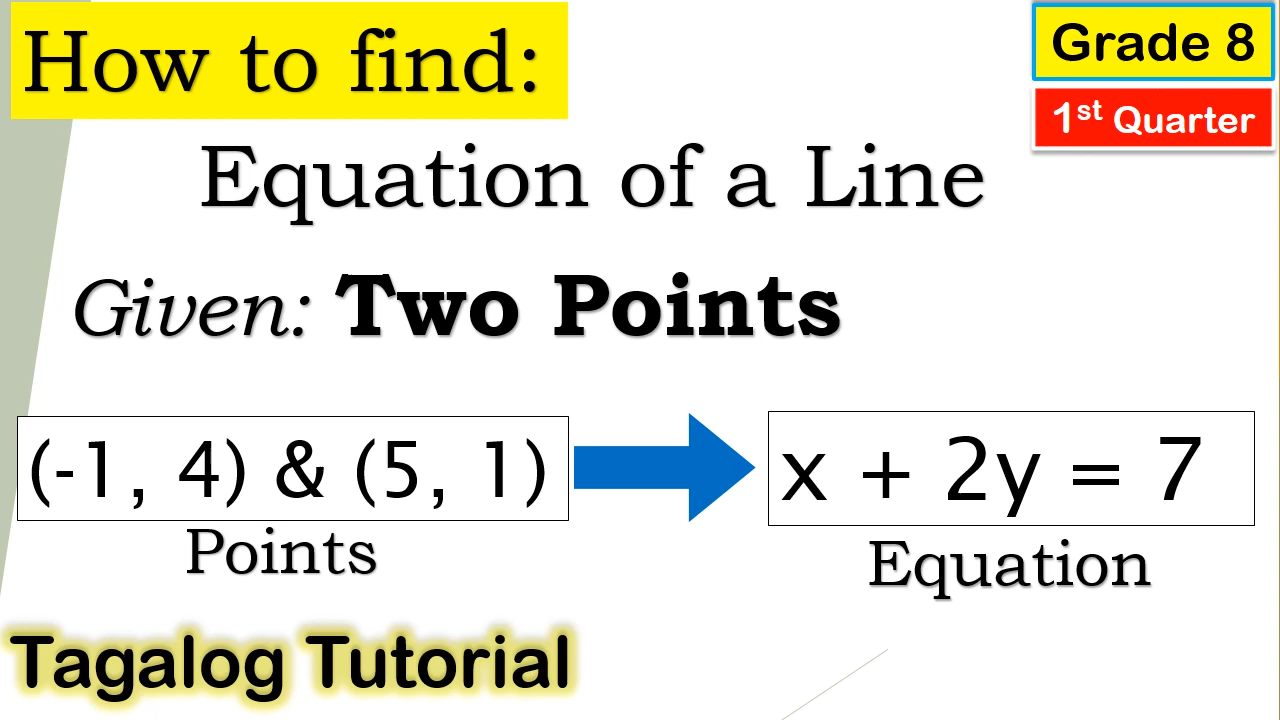 How to find:
Grade 8
1st Quarter
Equation of a Line
Given: Two Points
(-1, 4) & (5, 1)
x + 2y = 7
Points
Equation
Tagalog Tutorial